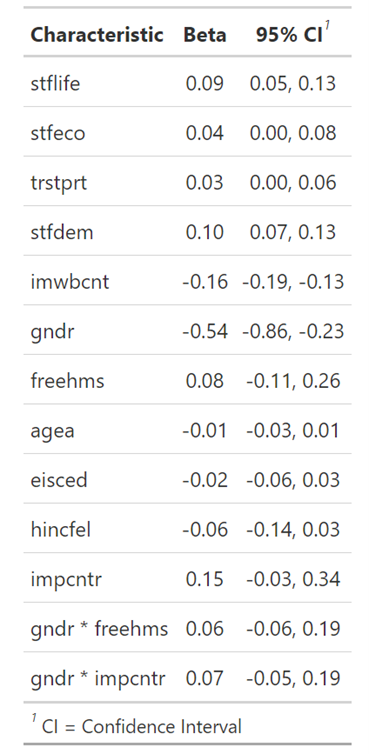 Characteristic Beta 95% CI¹
stflife 0.09 0.05, 0.13
stfeco 0.04 0.00, 0.08
trstprt 0.03 0.00, 0.06
stfdem 0.10 0.07, 0.13
imwbcnt -0.16 -0.19, -0.13
gndr -0.54 -0.86, -0.23
freehms 0.08 -0.11, 0.26
agea -0.01 -0.03, 0.01
eisced -0.02 -0.06, 0.03
hincfel -0.06 -0.14, 0.03
impcntr 0.15 -0.03, 0.34
gndr * freehms 0.06 -0.06, 0.19
gndr * impcntr 0.07 -0.05, 0.19
¹ CI = Confidence Interval